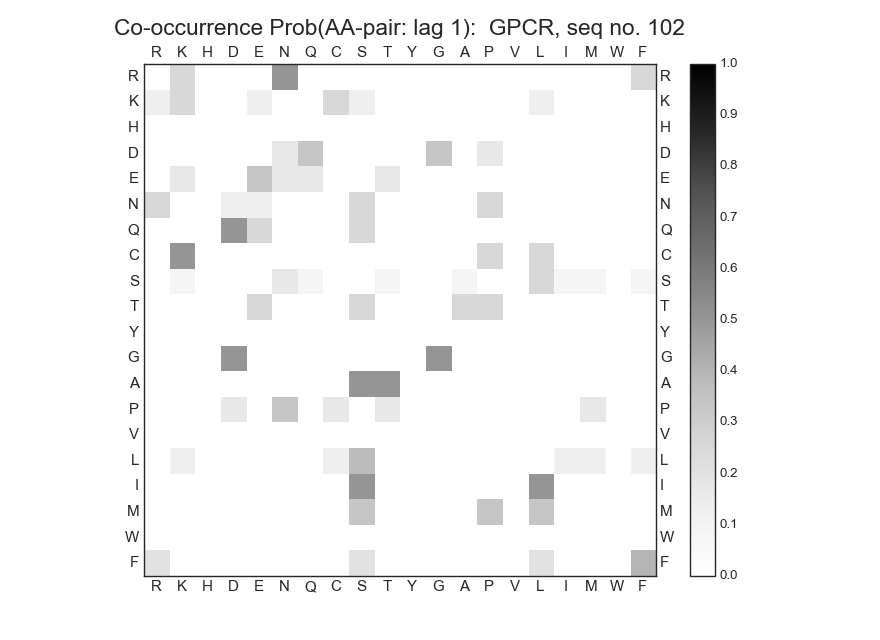 Co-occurrence Prob(AA-pair: lag 1):  GPCR, seq no. 102
R K H D E N Q C S T Y G A P V L I M W F
R R 1.0
K K 0.9
H H
D D 0.8
E E
N N 0.7
Q Q 0.6
C C
S S 0.5
T T
Y Y
G G 0.4
A A
P P 0.3
V V
L L 0.2
I I
M M 0.1
W W
F F 0.0
R K H D E N Q C S T Y G A P V L I M W F